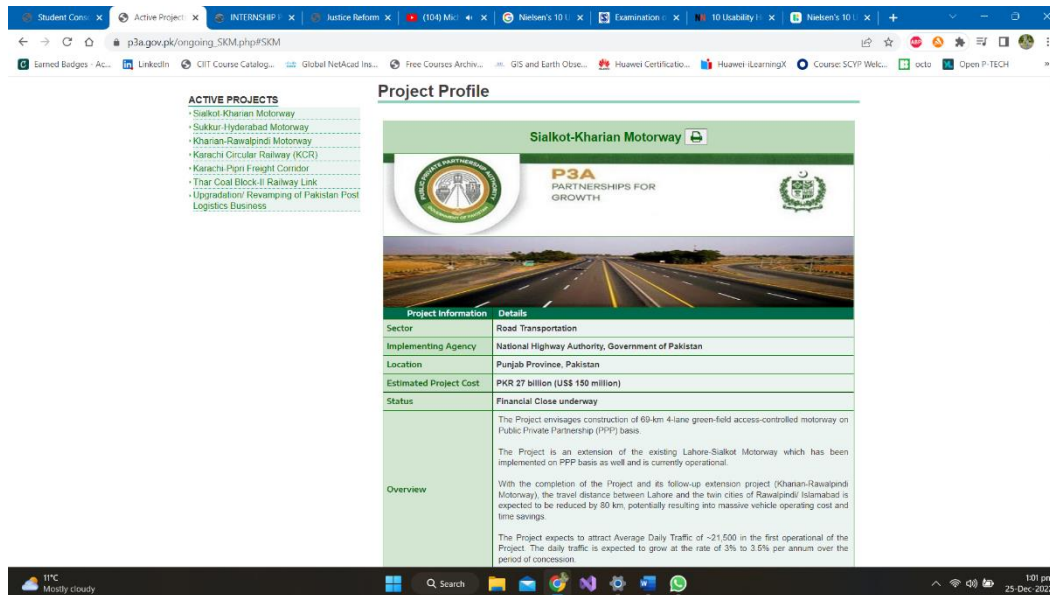 Student Cons
Active Project
INTERNSHIP P
Justice Reform
(104) Mic
Nielsen's 10 U
Examination
10 Usability H
Nielsen's 10 U
p3a.gov.pk/ongoing_SKM.php#SKM
Earned Badges - Ac...
LinkedIn
CIIT Course Catalog...
Global NetAcad Ins...
Free Courses Archiv...
GIS and Earth Obse...
Huawei Certificatio...
Huawei-iLearningX
Course: SCYP Welc...
octo
Open P-TECH
ACTIVE PROJECTS
Sialkot-Kharian Motorway
Sukkur-Hyderabad Motorway
Kharian-Rawalpindi Motorway
Karachi Circular Railway (KCR)
Karachi-Pipri Freight Corridor
Thar Coal Block-II Railway Link
Upgradation/ Revamping of Pakistan Post
Logistics Business
Project Profile
Sialkot-Kharian Motorway
PUBLIC PRIVATE PARTNERSHIP AUTHORITY
GOVERNMENT OF PAKISTAN
P3A
PARTNERSHIPS FOR
GROWTH
Project Information Details
Sector Road Transportation
Implementing Agency National Highway Authority, Government of Pakistan
Location Punjab Province, Pakistan
Estimated Project Cost PKR 27 billion (US$ 150 million)
Status Financial Close underway
Overview
The Project envisages construction of 69-km 4-lane green-field access-controlled motorway on
Public Private Partnership (PPP) basis.
The Project is an extension of the existing Lahore-Sialkot Motorway which has been
implemented on PPP basis as well and is currently operational.
With the completion of the Project and its follow-up extension project (Kharian-Rawalpindi
Motorway), the travel distance between Lahore and the twin cities of Rawalpindi/ Islamabad is
expected to be reduced by 80 km, potentially resulting into massive vehicle operating cost and
time savings.
The Project expects to attract Average Daily Traffic of ~21,500 in the first operational of the
Project. The daily traffic is expected to grow at the rate of 3% to 3.5% per annum over the
period of concession.
11°C
Mostly cloudy
Search
1:01 pm
25-Dec-202